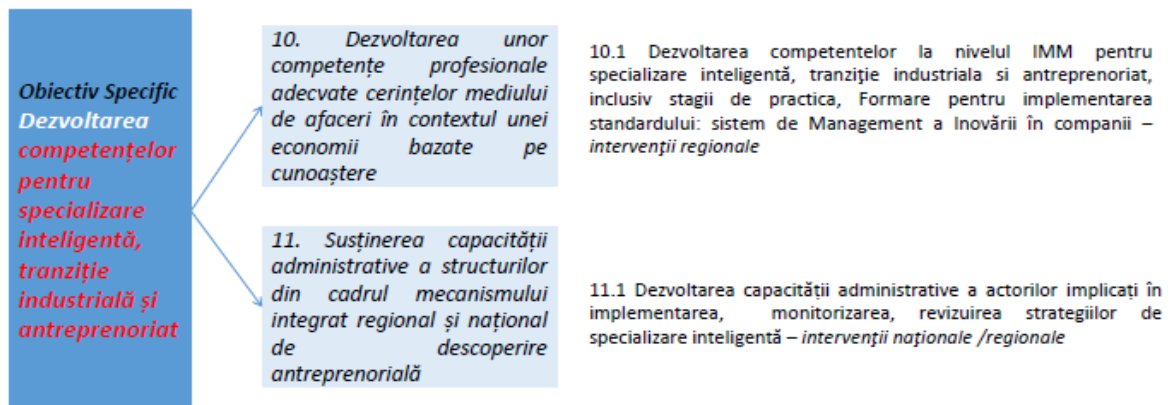 Obiectiv Specific
Dezvoltarea
competențelor
pentru
specializare
inteligentă,
tranziție
industrială și
antreprenoriat
10. Dezvoltarea unor
competențe profesionale
adecvate cerințelor mediului
de afaceri în contextul unei
economii bazate pe
cunoaștere
10.1 Dezvoltarea competentelor la nivelul IMM pentru
specializare inteligentă, tranziţie industriala si antreprenoriat,
inclusiv stagii de practica, Formare pentru implementarea
standardului: sistem de Management a Inovării în companii –
intervenţii regionale
11. Susținerea capacității
administrative a structurilor
din cadrul mecanismului
integrat regional și național
de descoperire
antreprenorială
11.1 Dezvoltarea capacității administrative a actorilor implicați în
implementarea, monitorizarea, revizuirea strategiilor de
specializare inteligentă – intervenţii naţionale /regionale